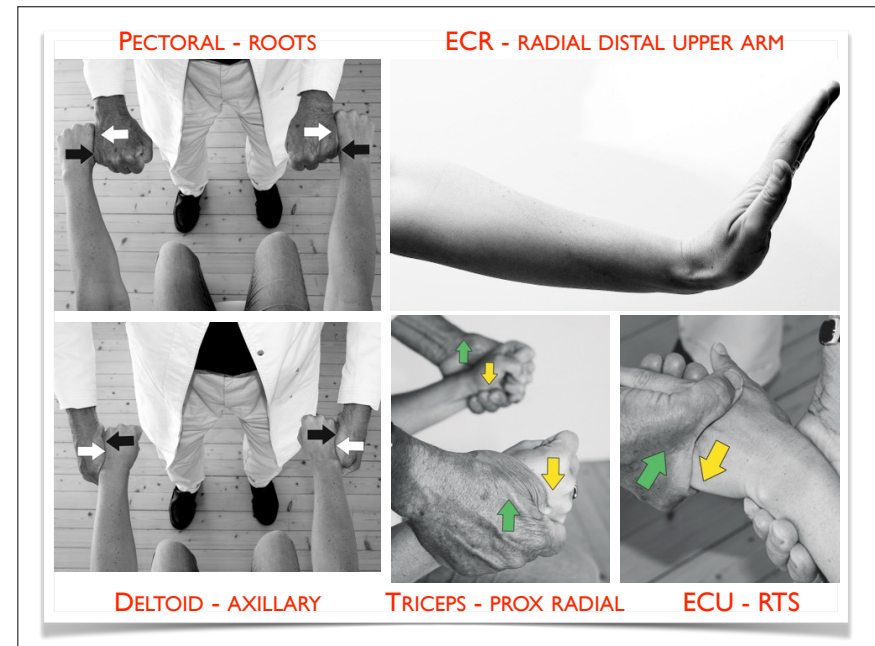 PECTORAL - ROOTS
ECR - RADIAL DISTAL UPPER ARM
DELTOID - AXILLARY
TRICEPS - PROX RADIAL
ECU - RTS